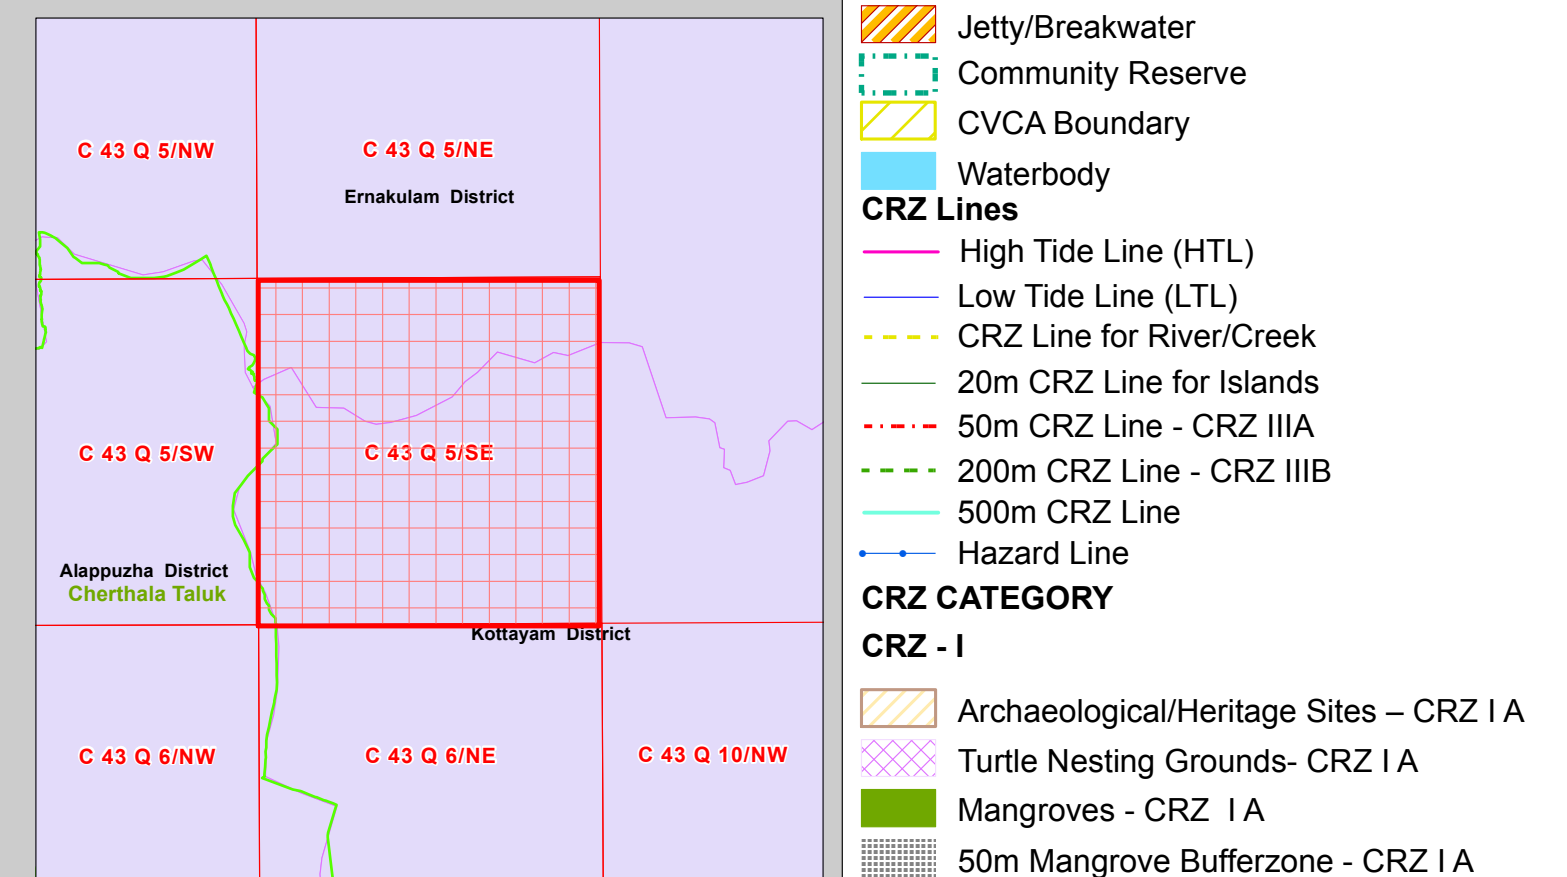 C 43 Q 5/NW
C 43 Q 5/NE
Ernakulam District
C 43 Q 5/SW
C 43 Q 5/SE
Alappuzha District
Cherthala Taluk
Kottayam District
C 43 Q 6/NW
C 43 Q 6/NE
C 43 Q 10/NW
Jetty/Breakwater
Community Reserve
CVCA Boundary
Waterbody
CRZ Lines
High Tide Line (HTL)
Low Tide Line (LTL)
CRZ Line for River/Creek
20m CRZ Line for Islands
50m CRZ Line - CRZ IIIA
200m CRZ Line - CRZ IIIB
500m CRZ Line
Hazard Line
CRZ CATEGORY
CRZ - I
Archaeological/Heritage Sites – CRZ I A
Turtle Nesting Grounds- CRZ I A
Mangroves - CRZ I A
50m Mangrove Bufferzone - CRZ I A